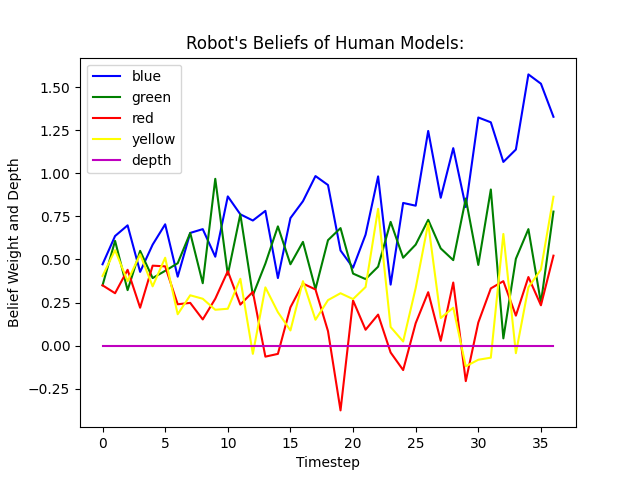 Robot's Beliefs of Human Models:
blue
green
red
yellow
depth
1.50
1.25
1.00
0.75
0.50
0.25
0.00
−0.25
Belief Weight and Depth
0 5 10 15 20 25 30 35
Timestep